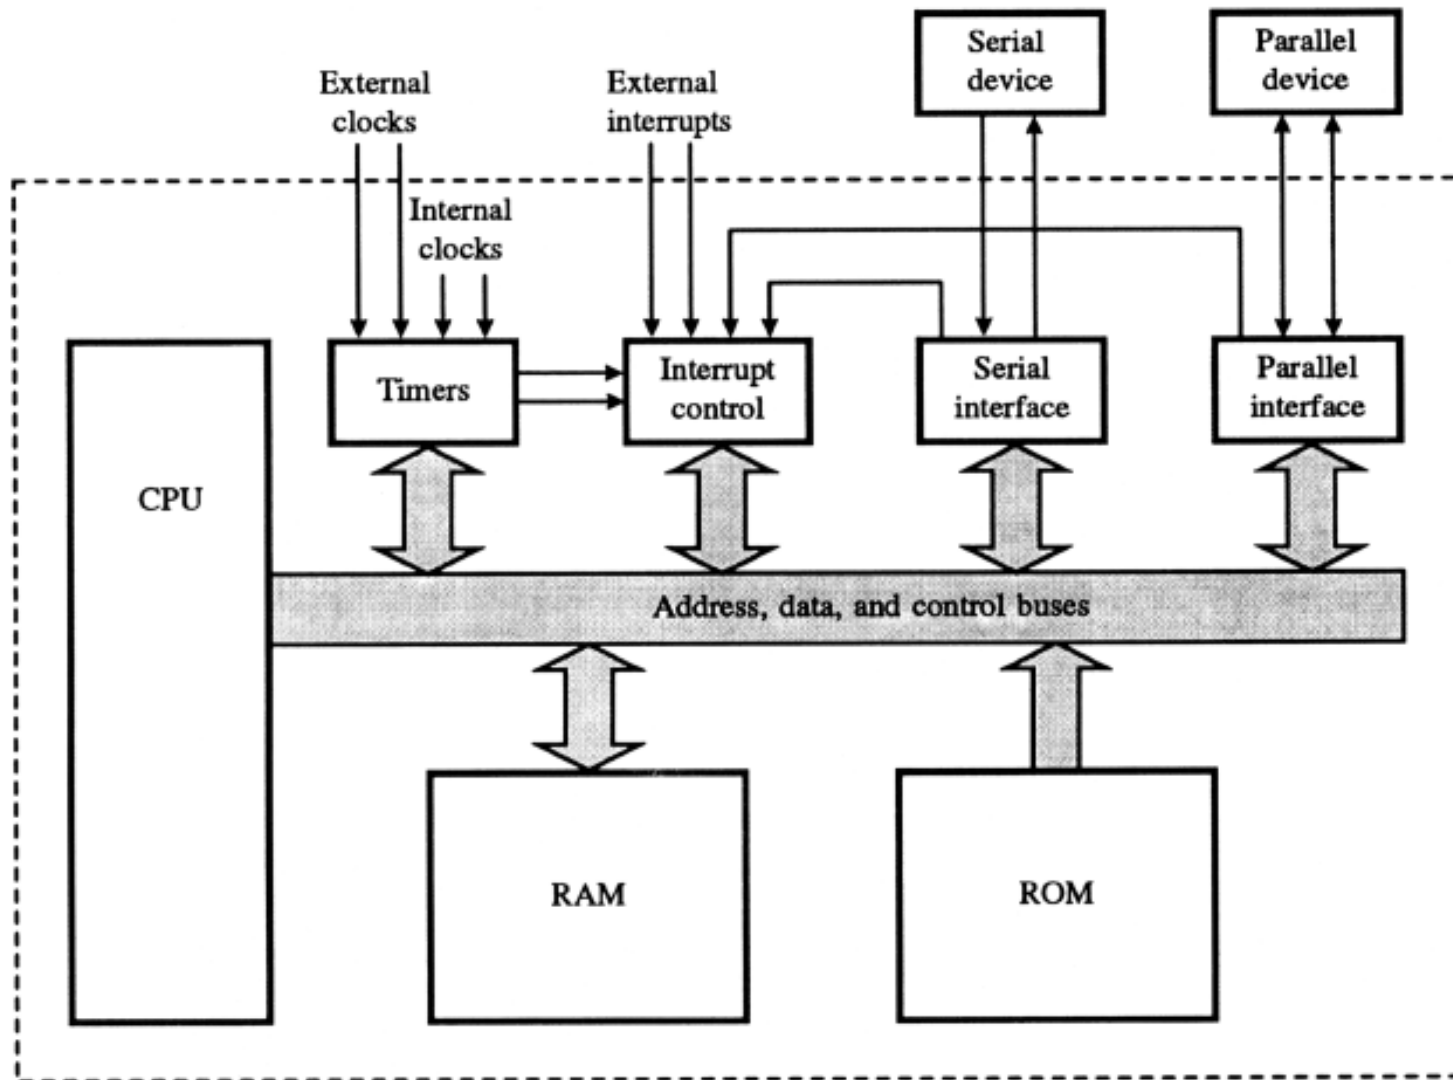 Serial
device
Parallel
device
External
clocks
External
interrupts
Internal
clocks
Timers
Interrupt
control
Serial
interface
Parallel
interface
CPU
Address, data, and control buses
RAM
ROM